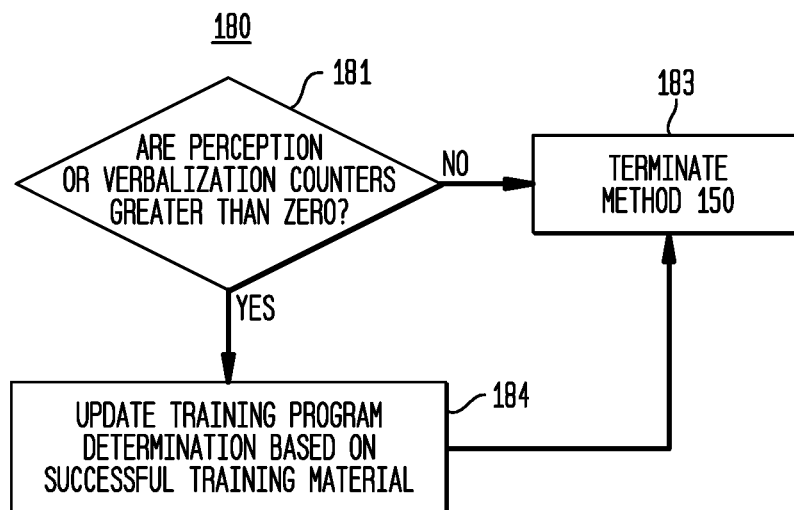 180
181
ARE PERCEPTION
OR VERBALIZATION COUNTERS
GREATER THAN ZERO?
NO
183
TERMINATE
METHOD 150
YES
184
UPDATE TRAINING PROGRAM
DETERMINATION BASED ON
SUCCESSFUL TRAINING MATERIAL